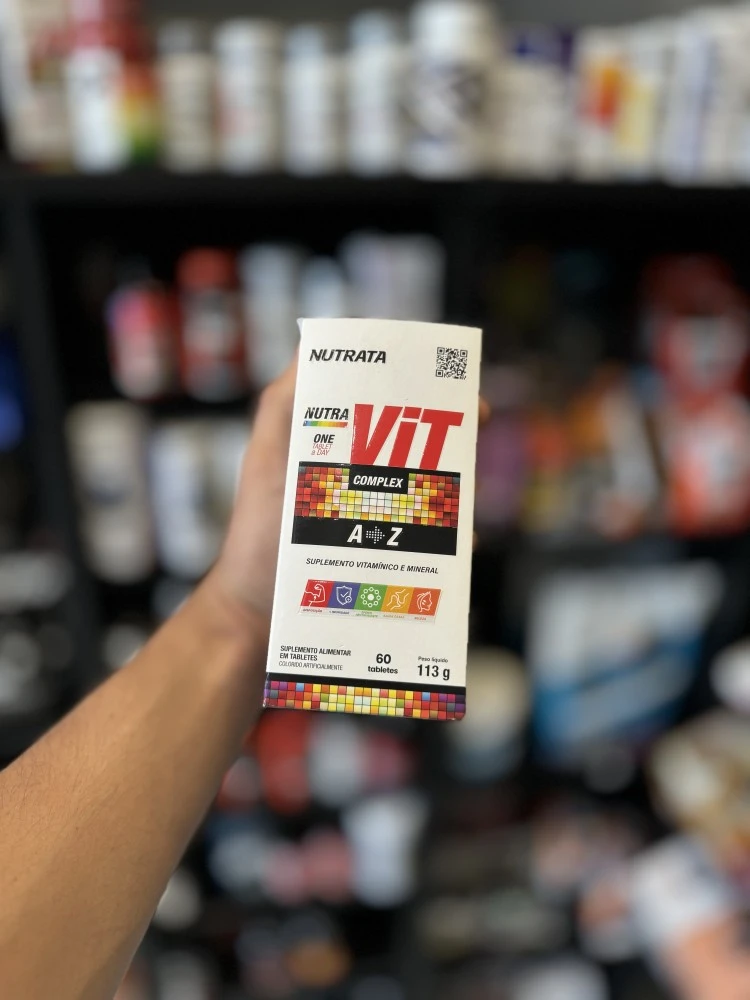 NUTRATA
NUTRA
ViT
ONE
TABLET
a DAY
COMPLEX
A Z
SUPLEMENTO VITAMÍNICO E MINERAL
SUPLEMENTO ALIMENTAR
EM TABLETES
COLORIDO ARTIFICIALMENTE
60
tabletes
Peso líquido
113 g